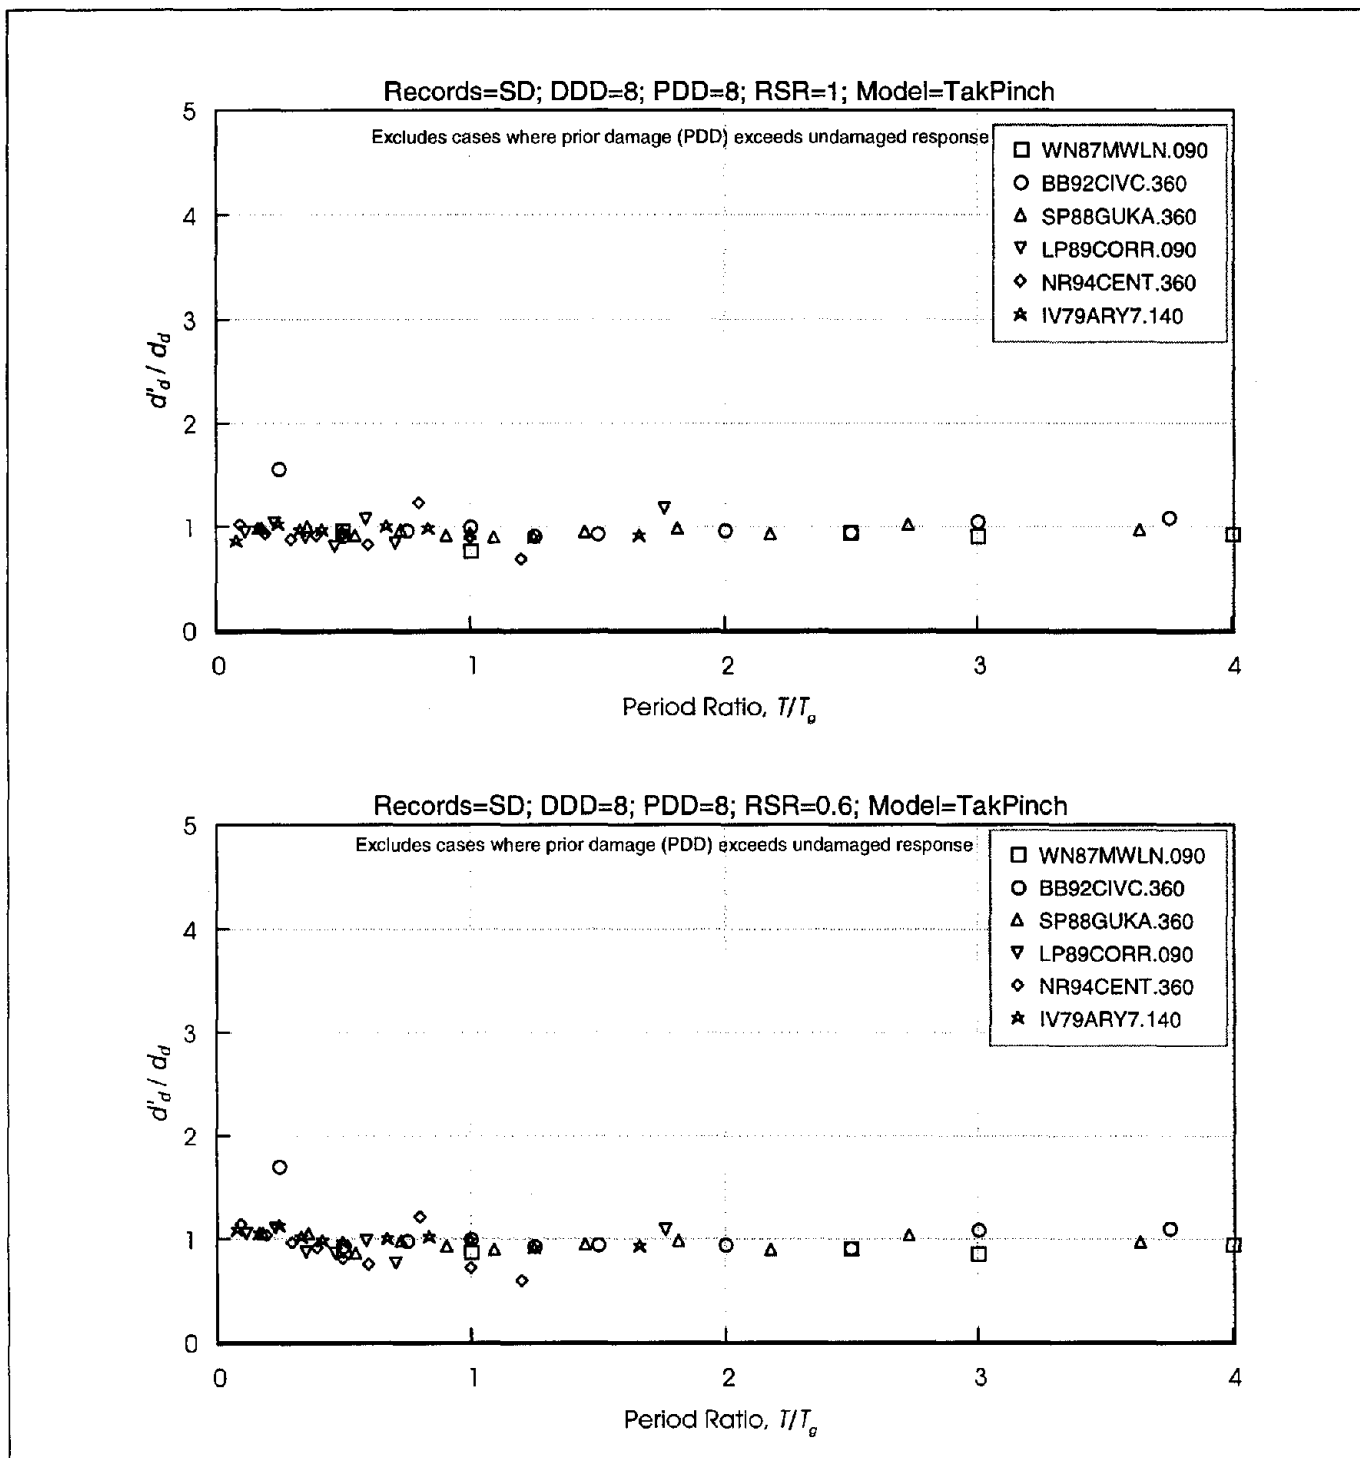 Records=SD; DDD=8; PDD=8; RSR=1; Model=TakPinch
Excludes cases where prior damage (PDD) exceeds undamaged response
WN87MWLN.090
BB92CIVC.360
SP88GUKA.360
LP89CORR.090
NR94CENT.360
IV79ARY7.140
5
4
3
2
1
0
d'd / dd
0 1 2 3 4
Period Ratio, T/Tg
Records=SD; DDD=8; PDD=8; RSR=0.6; Model=TakPinch
Excludes cases where prior damage (PDD) exceeds undamaged response
WN87MWLN.090
BB92CIVC.360
SP88GUKA.360
LP89CORR.090
NR94CENT.360
IV79ARY7.140
5
4
3
2
1
0
d'd / dd
0 1 2 3 4
Period Ratio, T/Tg